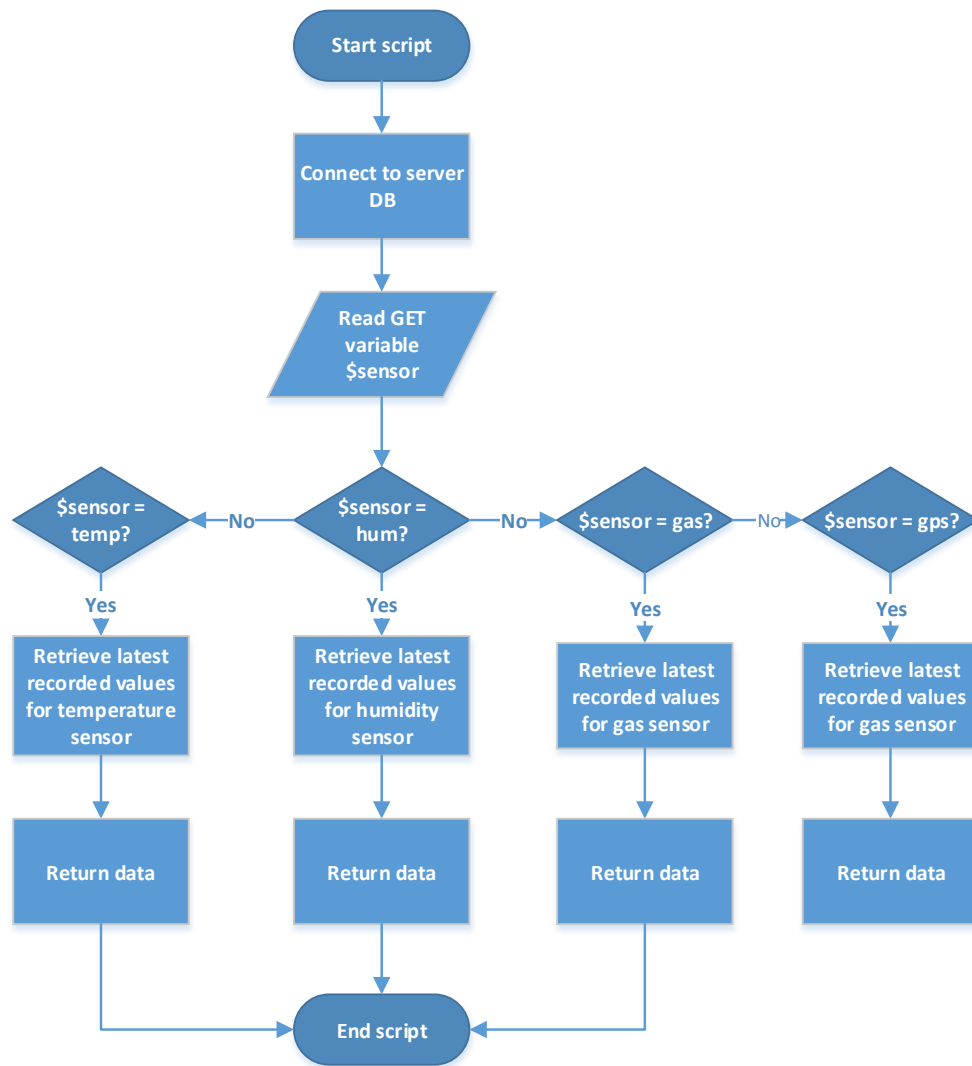 Start script
Connect to server
DB
Read GET
variable
$sensor
$sensor =
temp?
No
$sensor =
hum?
No
$sensor = gas?
No
$sensor = gps?
Yes
Yes
Yes
Yes
Retrieve latest
recorded values
for temperature
sensor
Retrieve latest
recorded values
for humidity
sensor
Retrieve latest
recorded values
for gas sensor
Retrieve latest
recorded values
for gas sensor
Return data
Return data
Return data
Return data
End script